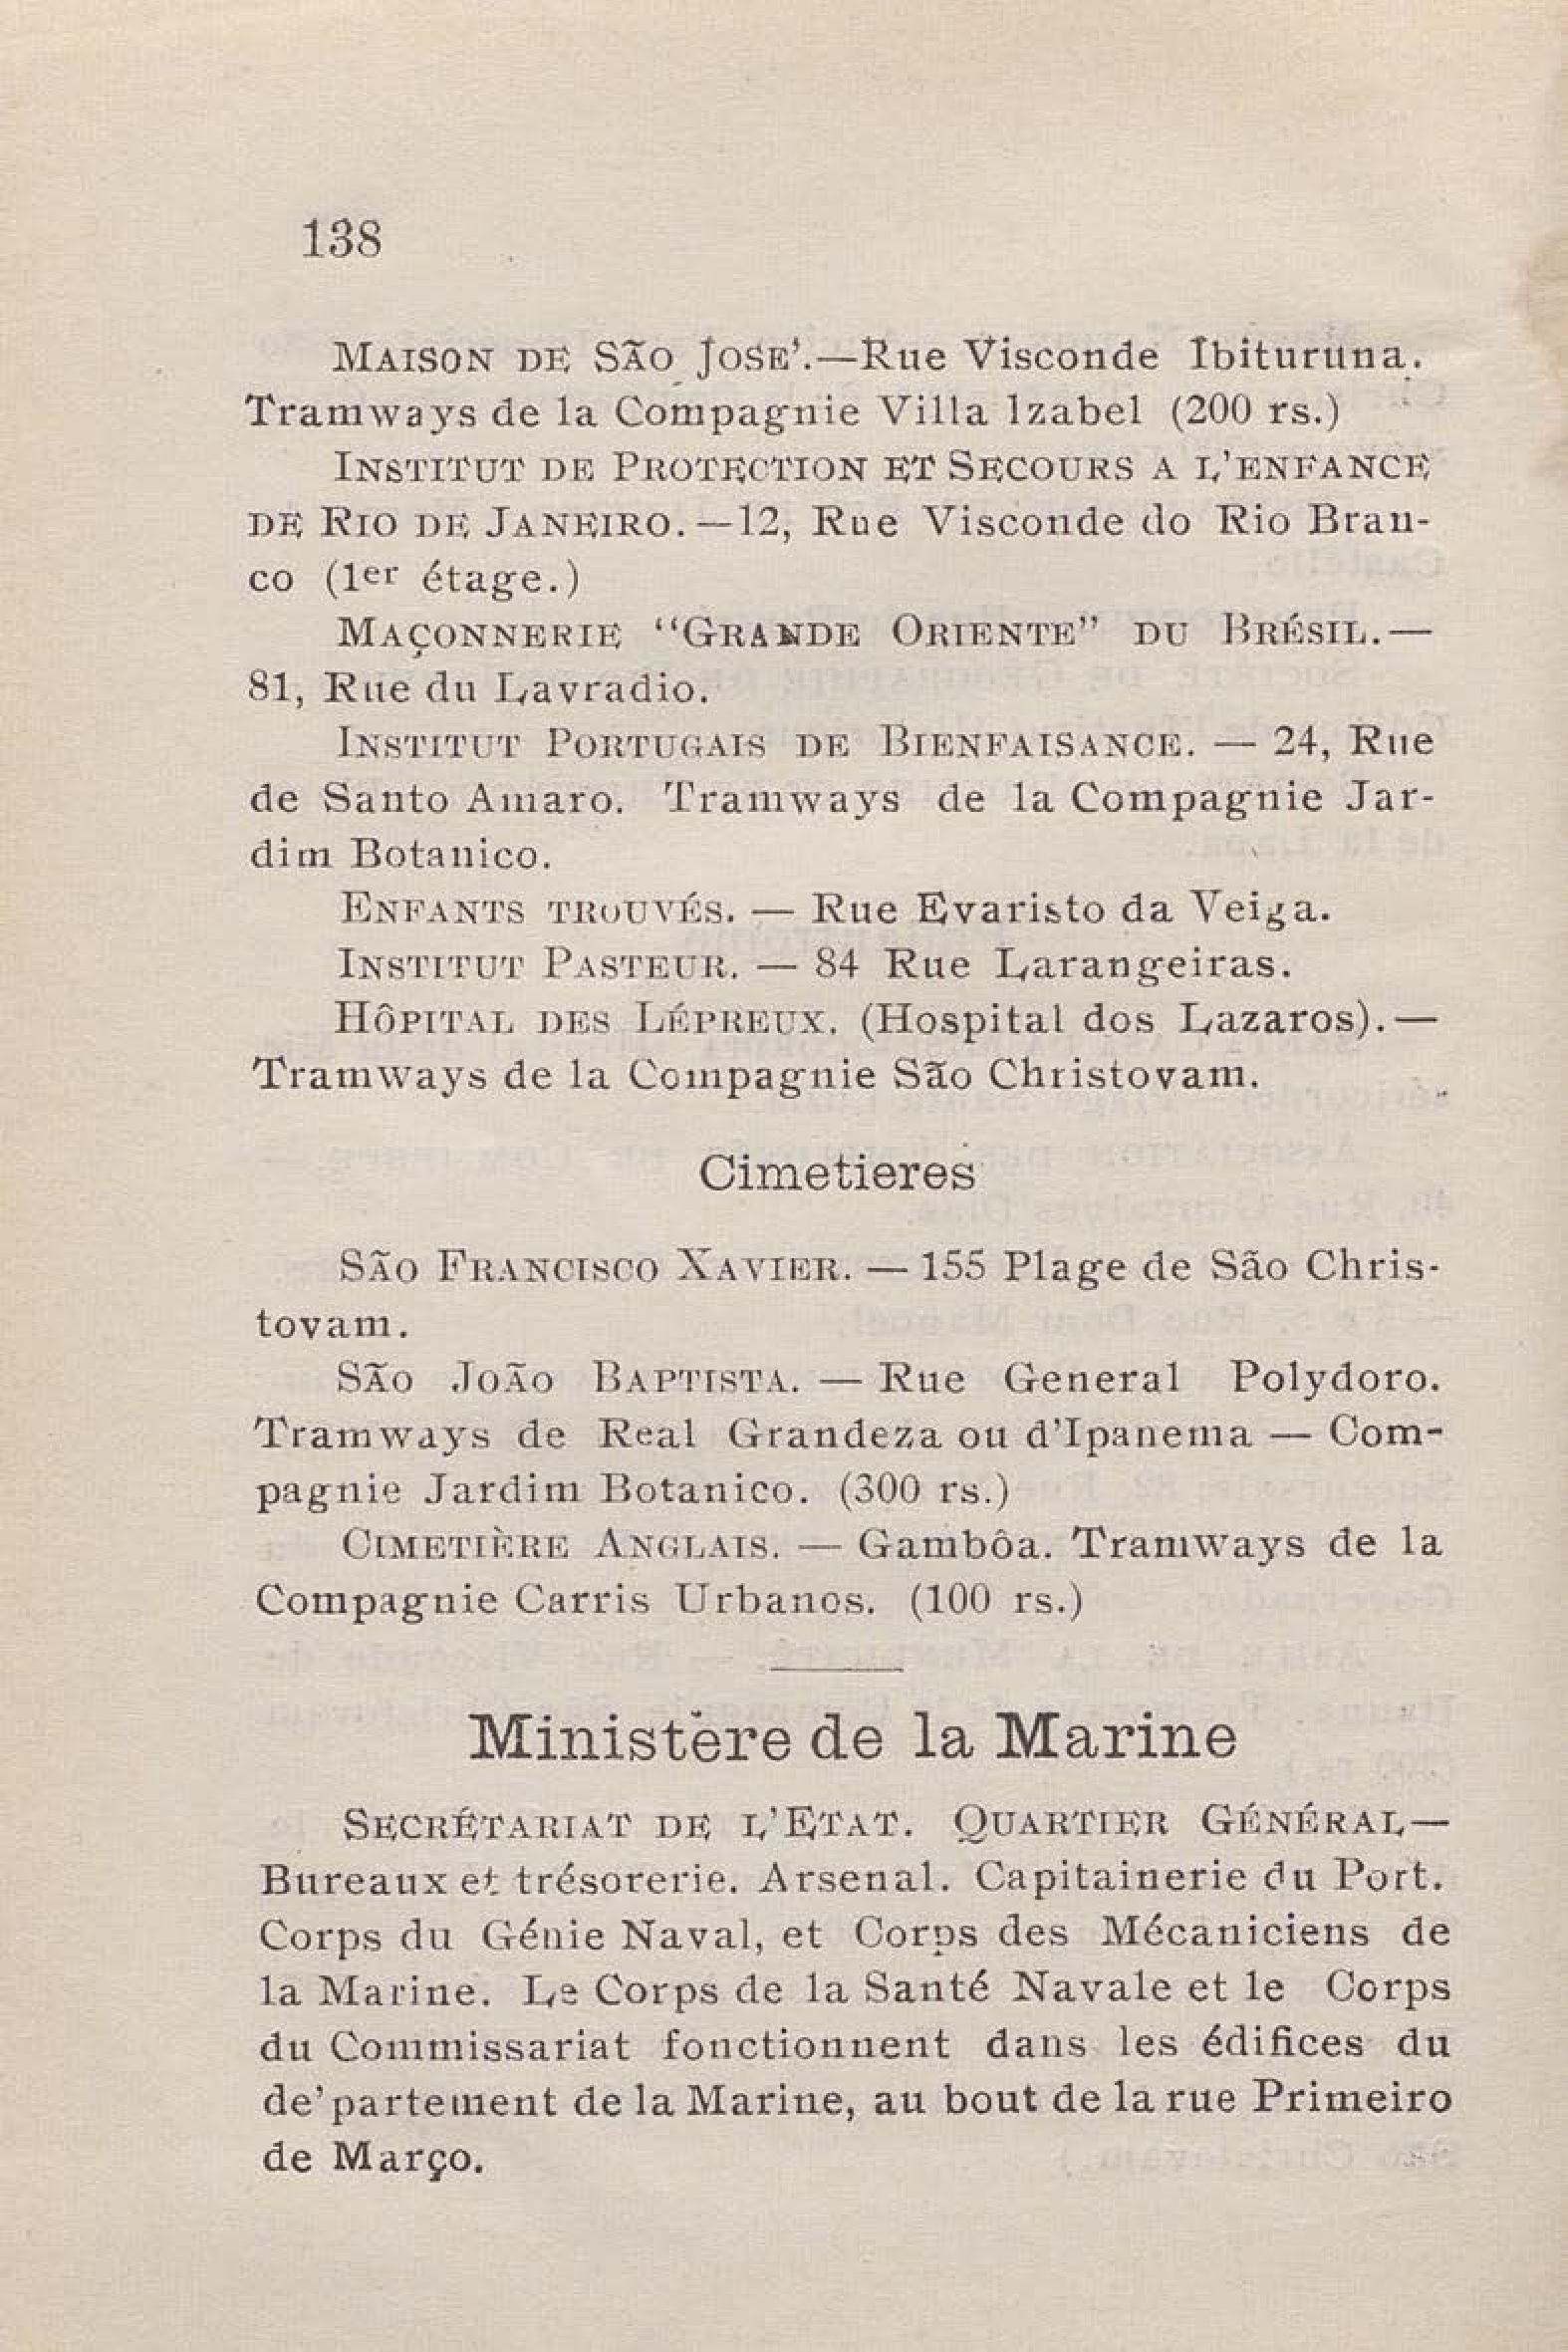 138
MAISON DE SÃO JOSE'.—Rue Visconde Ibituruna.
Tramways de la Compagnie Villa Izabel (200 rs.)
INSTITUT DE PROTECTION ET SECOURS A L'ENFANCE
DE RIO DE JANEIRO.—12, Rue Visconde do Rio Bran-
co (1er étage.)
MAÇONNERIE “GRANDE ORIENTE” DU BRÉSIL.—
81, Rue du Lavradio.
INSTITUT PORTUGAIS DE BIENFAISANCE. — 24, Rue
de Santo Amaro. Tramways de la Compagnie Jar-
dim Botanico.
ENFANTS TROUVÉS. — Rue Evaristo da Veiga.
INSTITUT PASTEUR. — 84 Rue Larangeiras.
HÔPITAL DES LÉPREUX. (Hospital dos Lazaros).—
Tramways de la Compagnie São Christovam.
Cimetieres
SÃO FRANCISCO XAVIER. — 155 Plage de São Chris-
tovam.
SÃO JOÃO BAPTISTA. — Rue General Polydoro.
Tramways de Real Grandeza ou d'Ipanema — Com-
pagnie Jardim Botanico. (300 rs.)
CIMETIÈRE ANGLAIS. — Gambôa. Tramways de la
Compagnie Carris Urbanos. (100 rs.)
Ministère de la Marine
SECRÉTARIAT DE L'ETAT. QUARTIER GÉNÉRAL—
Bureaux et trésorerie. Arsenal. Capitainerie du Port.
Corps du Génie Naval, et Corps des Mécaniciens de
la Marine. Le Corps de la Santé Navale et le Corps
du Commissariat fonctionnent dans les édifices du
de'partement de la Marine, au bout de la rue Primeiro
de Março.